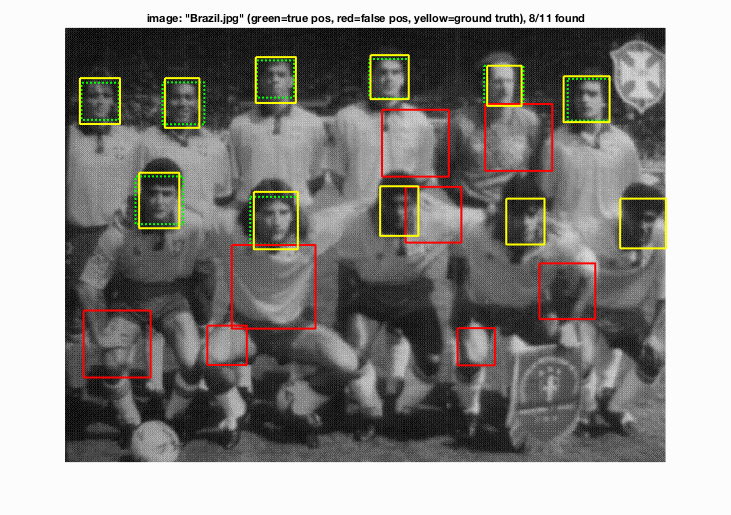 image: "Brazil.jpg" (green=true pos, red=false pos, yellow=ground truth), 8/11 found